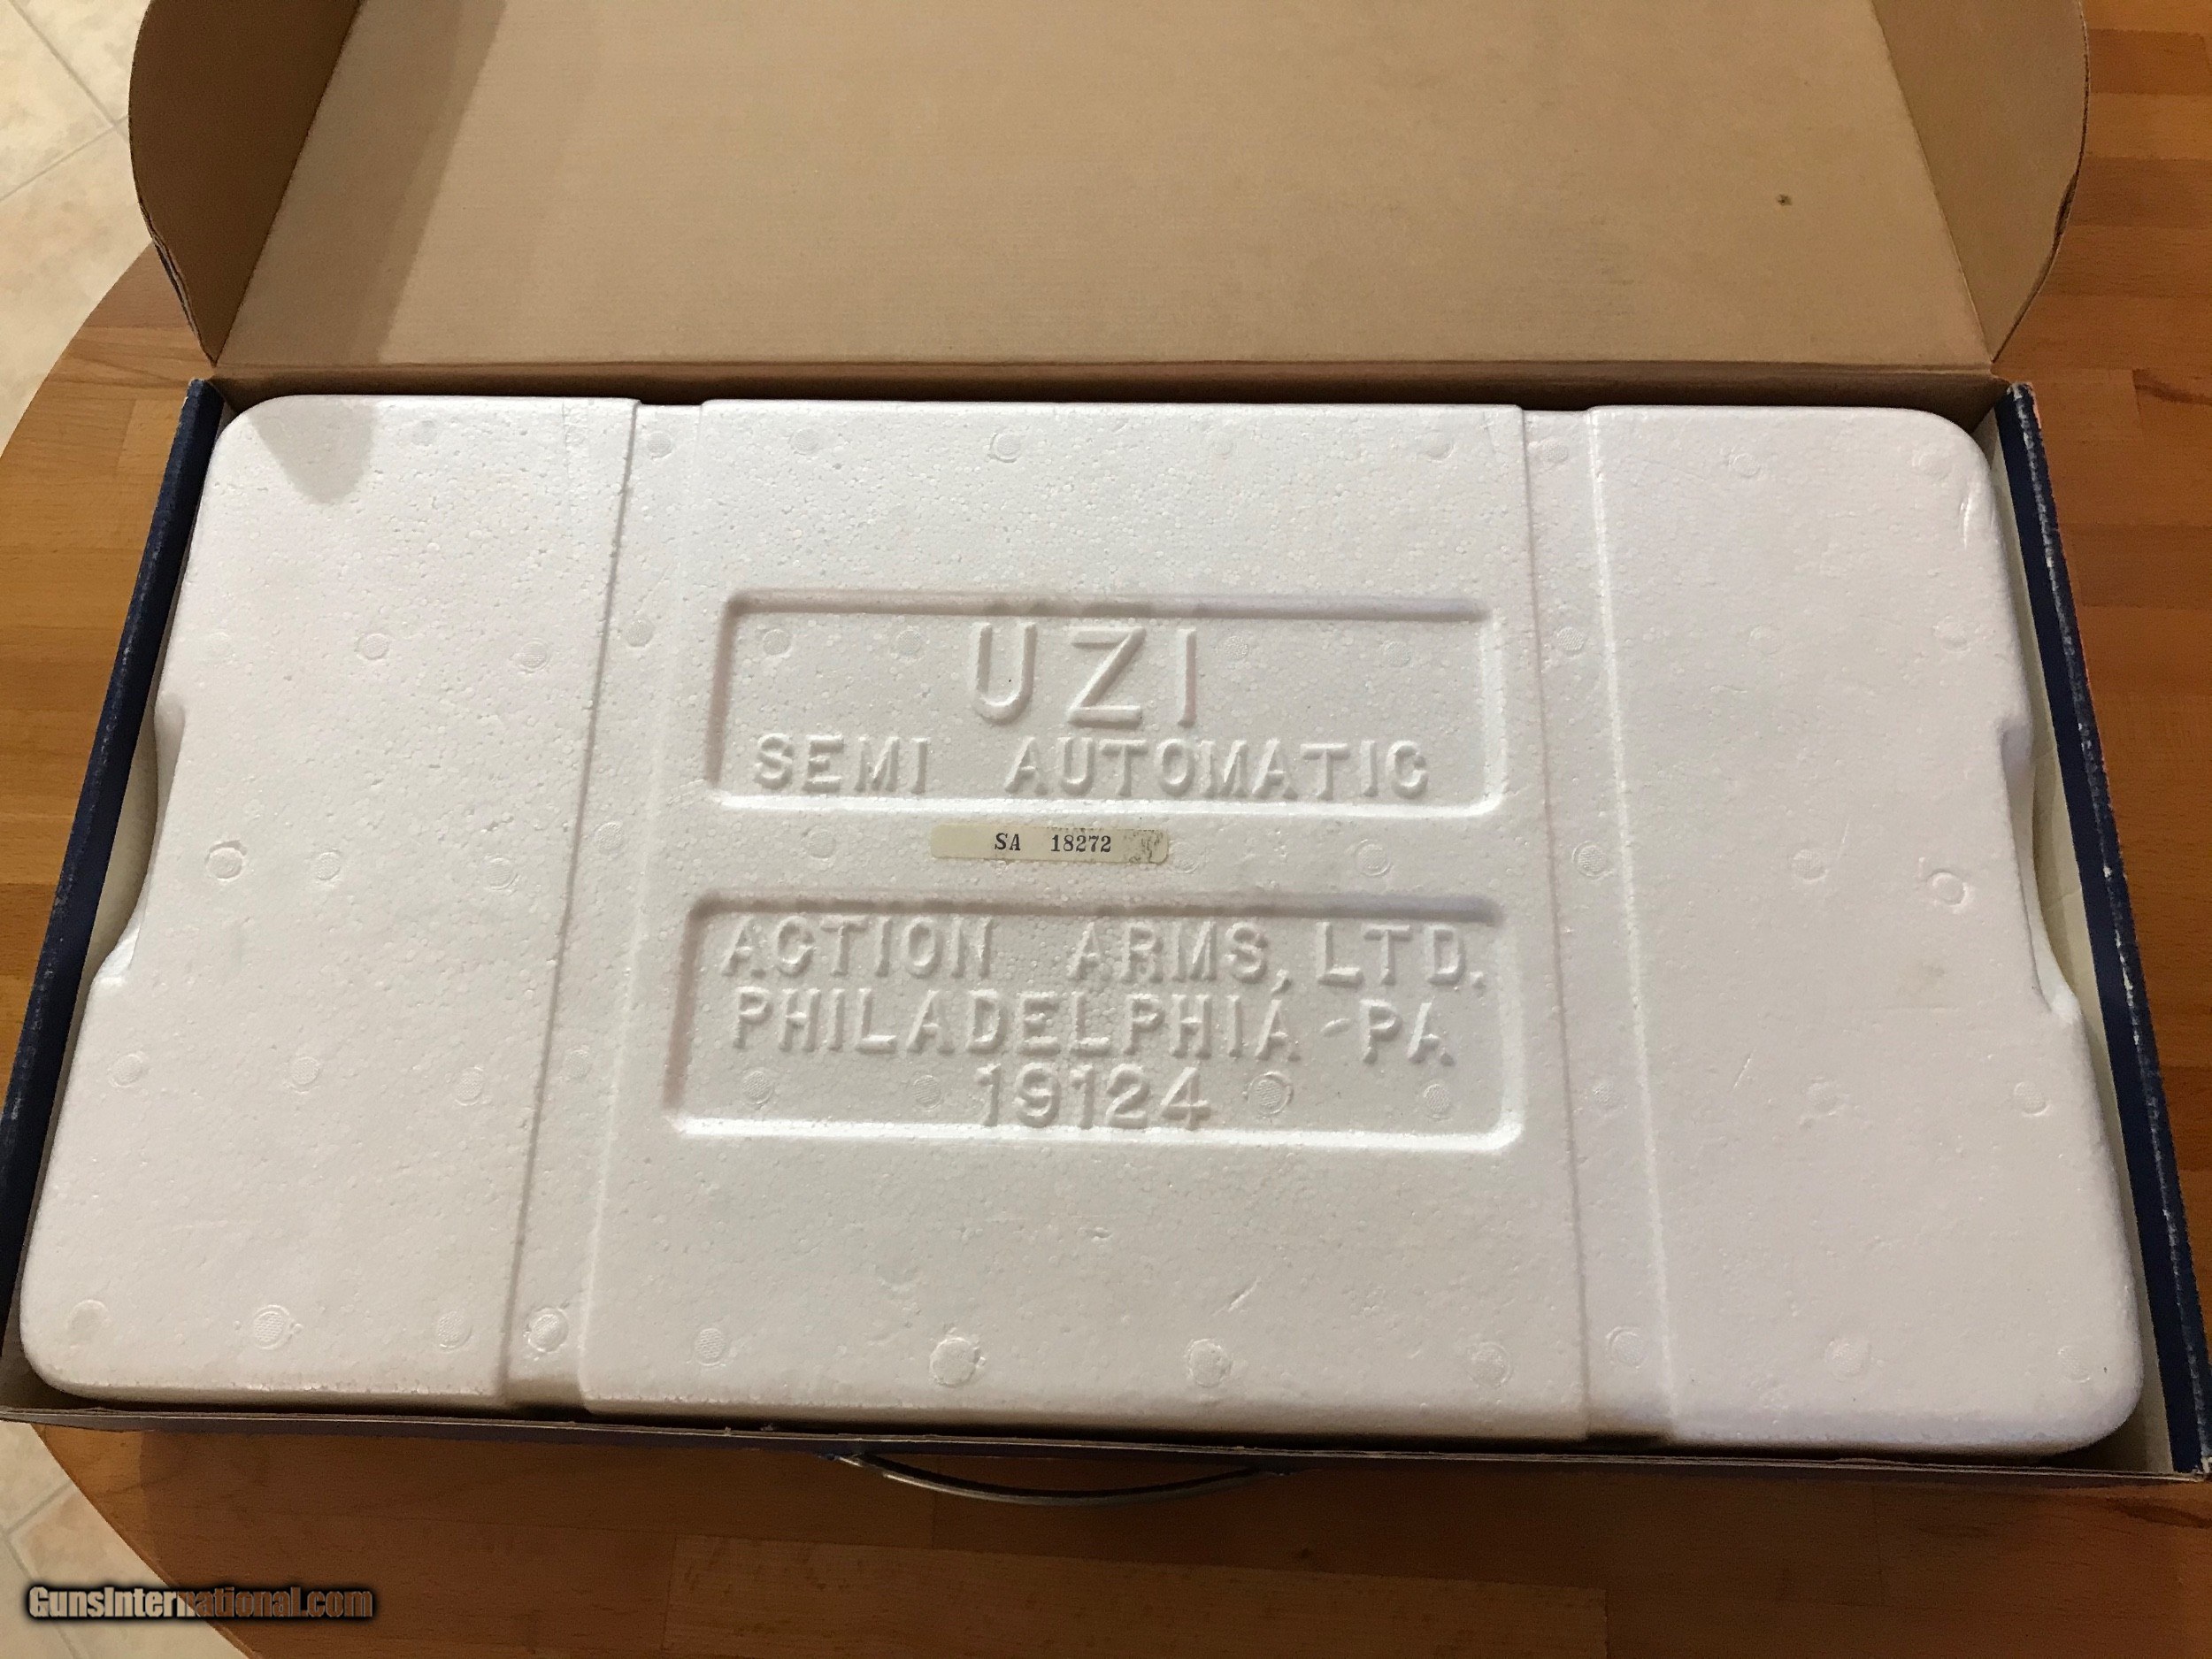 UZI
SEMI AUTOMATIC
SA 18272
ACTION ARMS, LTD.
PHILADELPHIA - PA
19124
GunsInternational.com